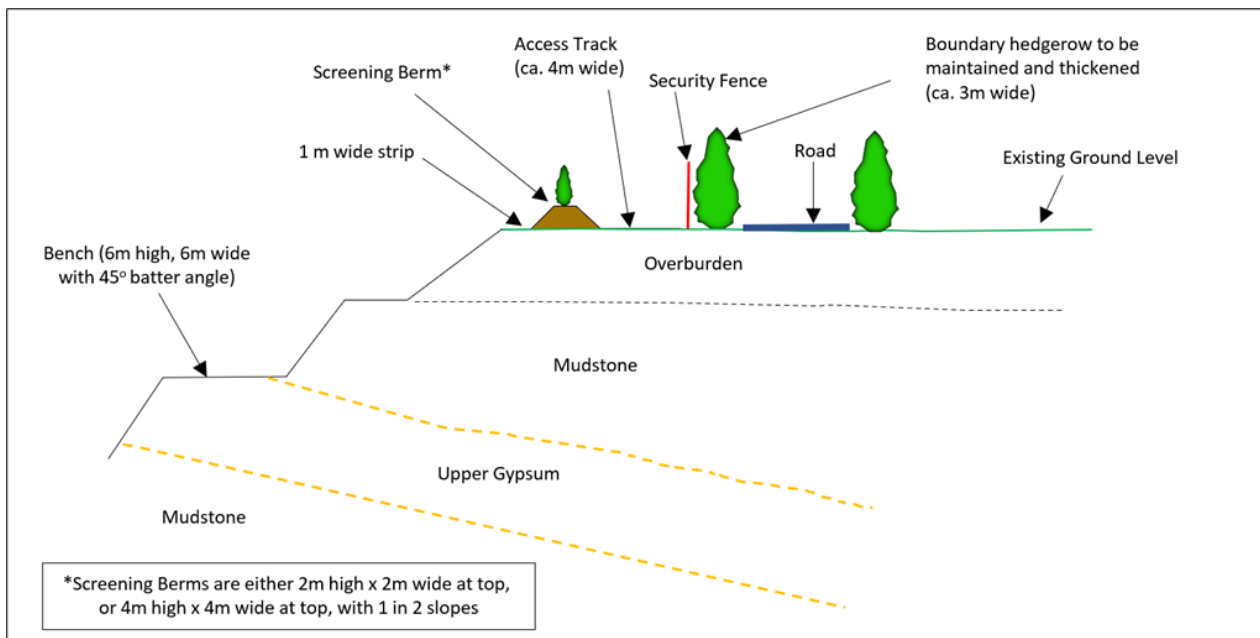 Access Track
(ca. 4m wide)
Boundary hedgerow to be
maintained and thickened
(ca. 3m wide)
Screening Berm*
Security Fence
1 m wide strip
Road
Existing Ground Level
Bench (6m high, 6m wide
with 45° batter angle)
Overburden
Mudstone
Upper Gypsum
Mudstone
*Screening Berms are either 2m high x 2m wide at top,
or 4m high x 4m wide at top, with 1 in 2 slopes